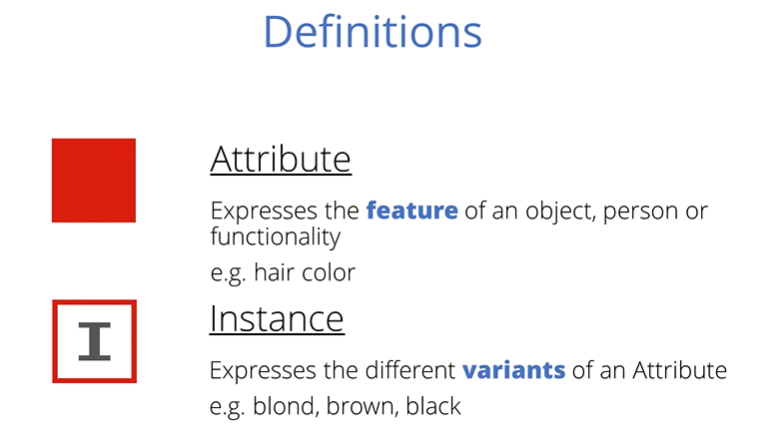 Definitions
Attribute
Expresses the feature of an object, person or
functionality
e.g. hair color
I
Instance
Expresses the different variants of an Attribute
e.g. blond, brown, black